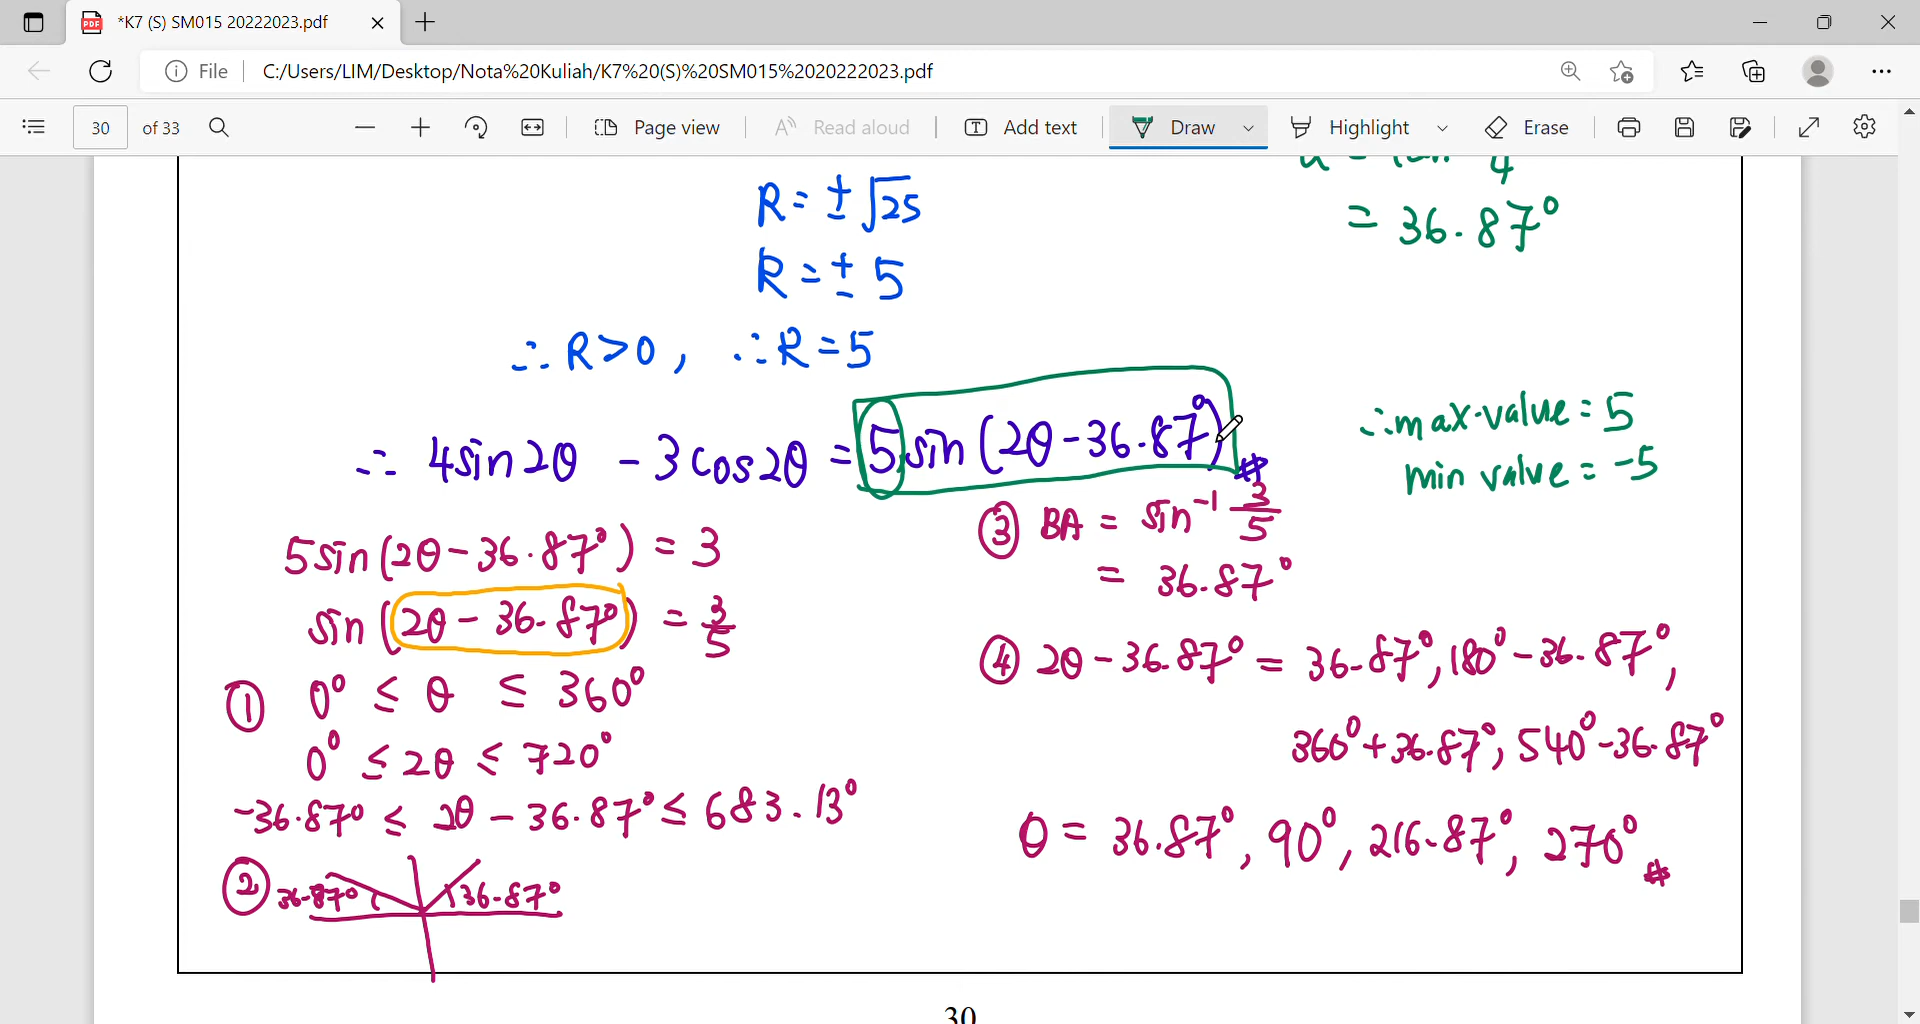 *K7 (S) SM015 20222023.pdf
File C:/Users/LIM/Desktop/Nota%20Kuliah/K7%20(S)%20SM015%2020222023.pdf
30 of 33 Page view Read aloud Add text Draw Highlight Erase
R = ± √25
R = ± 5
∴ R > 0 , ∴ R = 5
4
= 36.87°
∴ 4sin2θ - 3cos2θ = 5 sin (2θ - 36.87°) #
∴ max.value = 5
min value = -5
5sin (2θ - 36.87°) = 3
sin (2θ - 36.87°) = 3/5
① 0° ≤ θ ≤ 360°
0° ≤ 2θ ≤ 720°
-36.87° ≤ 2θ - 36.87° ≤ 683.13°
② 36.87° 36.87°
③ BA = sin⁻¹ 3/5
= 36.87°
④ 2θ - 36.87° = 36.87°, 180° - 36.87°,
360° + 36.87°, 540° - 36.87°
θ = 36.87°, 90°, 216.87°, 270° #
30